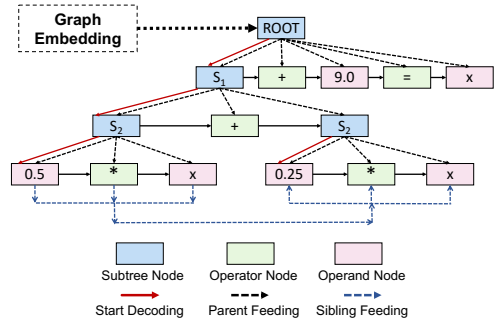 Graph
Embedding
ROOT
S₁ + 9.0 = x
S₂ + S₂
0.5 * x 0.25 * x
Subtree Node Operator Node Operand Node
Start Decoding Parent Feeding Sibling Feeding